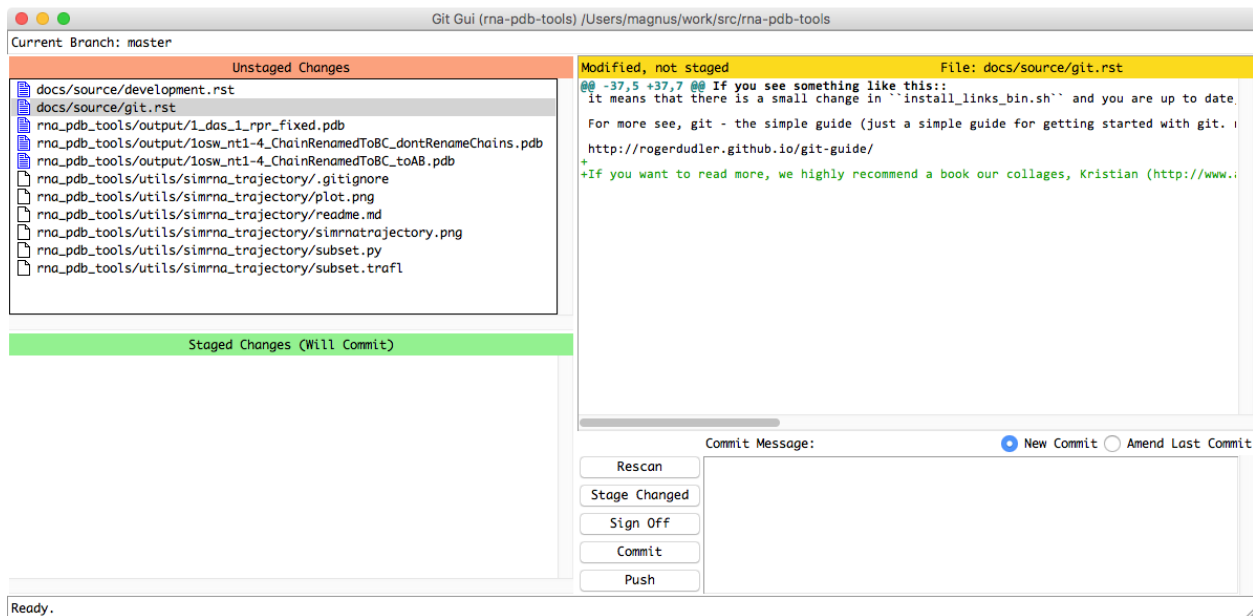 Git Gui (rna-pdb-tools) /Users/magnus/work/src/rna-pdb-tools
Current Branch: master
Unstaged Changes
docs/source/development.rst
docs/source/git.rst
rna_pdb_tools/output/1_das_1_rpr_fixed.pdb
rna_pdb_tools/output/1osw_nt1-4_ChainRenamedToBC_dontRenameChains.pdb
rna_pdb_tools/output/1osw_nt1-4_ChainRenamedToBC_toAB.pdb
rna_pdb_tools/utils/simrna_trajectory/.gitignore
rna_pdb_tools/utils/simrna_trajectory/plot.png
rna_pdb_tools/utils/simrna_trajectory/readme.md
rna_pdb_tools/utils/simrna_trajectory/simrnatrajectory.png
rna_pdb_tools/utils/simrna_trajectory/subset.py
rna_pdb_tools/utils/simrna_trajectory/subset.trafl
Staged Changes (Will Commit)
Modified, not staged File: docs/source/git.rst
@@ -37,5 +37,7 @@ If you see something like this::
it means that there is a small change in ``install_links_bin.sh`` and you are up to date
For more see, git - the simple guide (just a simple guide for getting started with git.
http://rogerdudler.github.io/git-guide/
+
+If you want to read more, we highly recommend a book our collages, Kristian (http://www.
Commit Message: New Commit Amend Last Commit
Rescan
Stage Changed
Sign Off
Commit
Push
Ready.